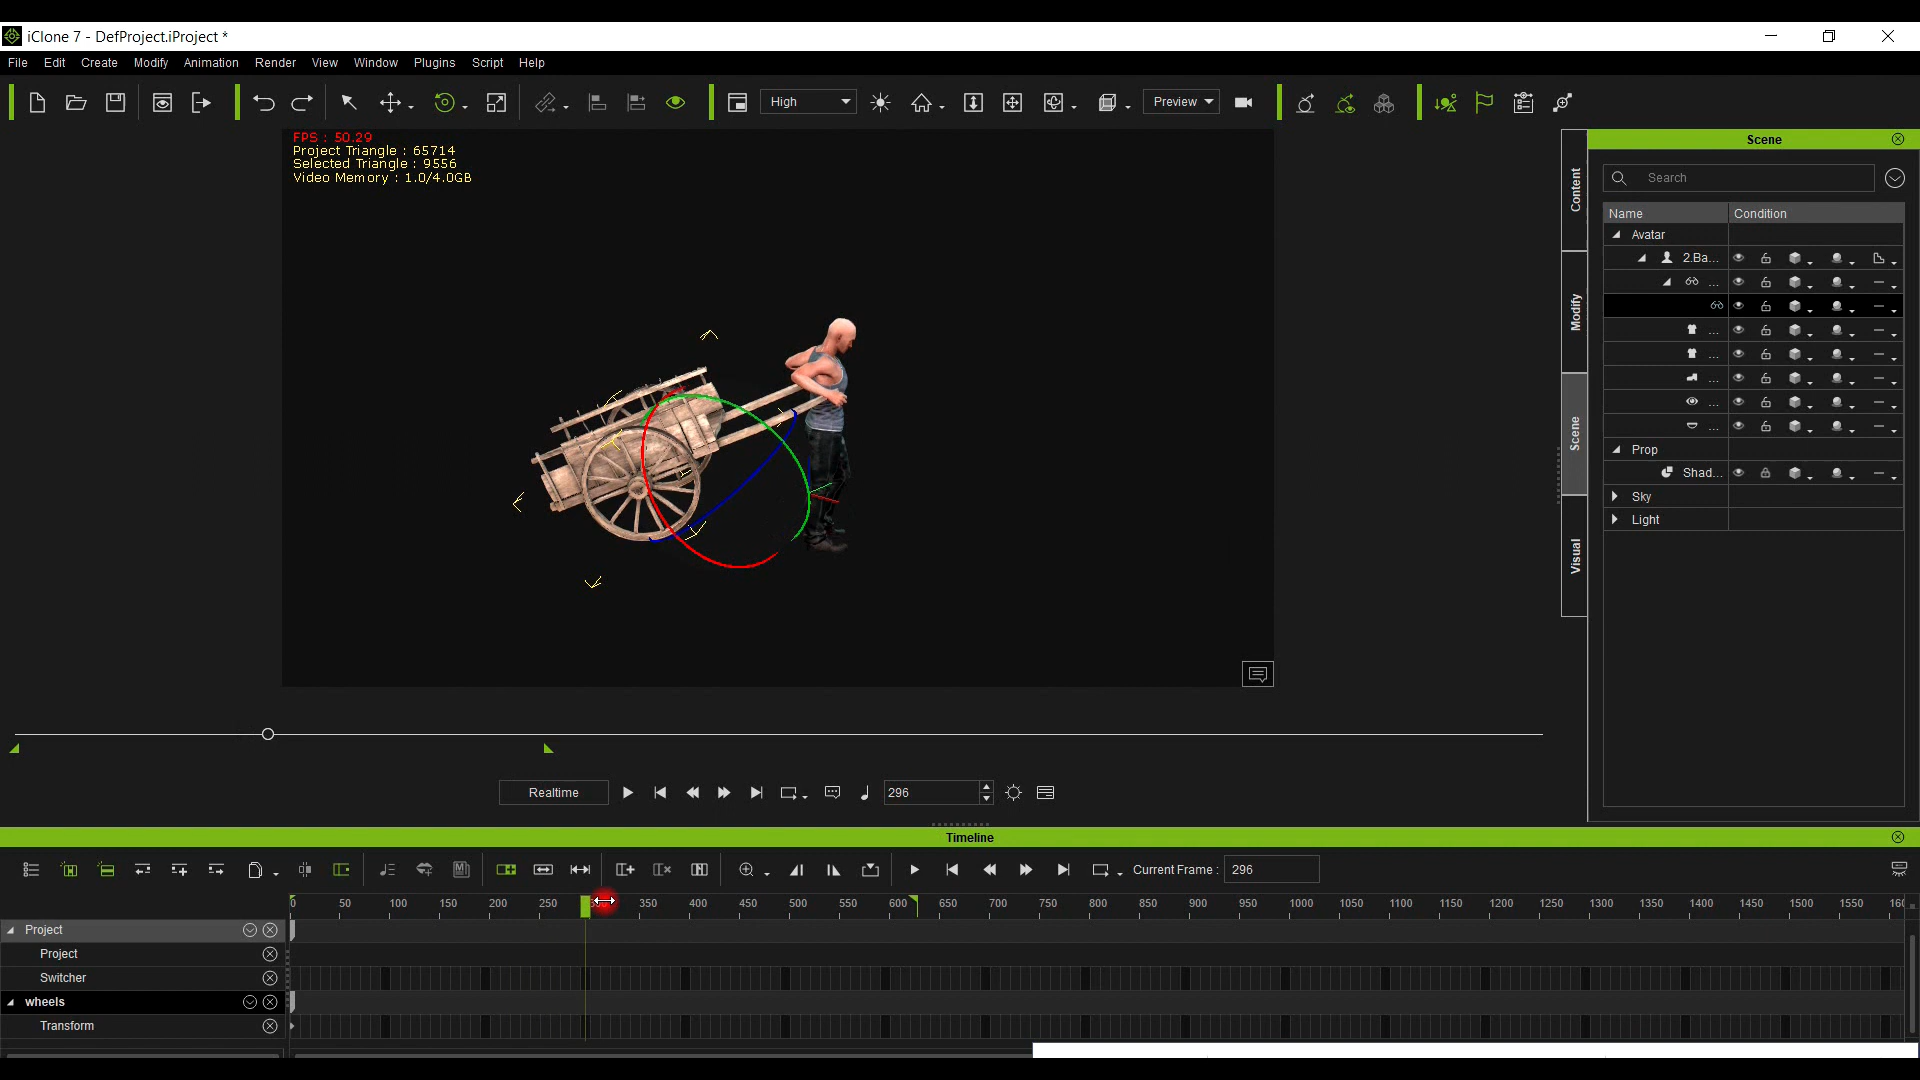 iClone 7 - DefProject.iProject *
File Edit Create Modify Animation Render View Window Plugins Script Help
High Preview
FPS : 50.29
Project Triangle : 65714
Selected Triangle : 9556
Video Memory : 1.0/4.0GB
Content
Modify
Scene
Visual
Scene
Search
Name Condition
Avatar
2.Ba...
...
...
...
...
...
...
Prop
Shad...
Sky
Light
Realtime 296
Timeline
Current Frame : 296
0 50 100 150 200 250 350 400 450 500 550 600 650 700 750 800 850 900 950 1000 1050 1100 1150 1200 1250 1300 1350 1400 1450 1500 1550
Project
Project
Switcher
wheels
Transform